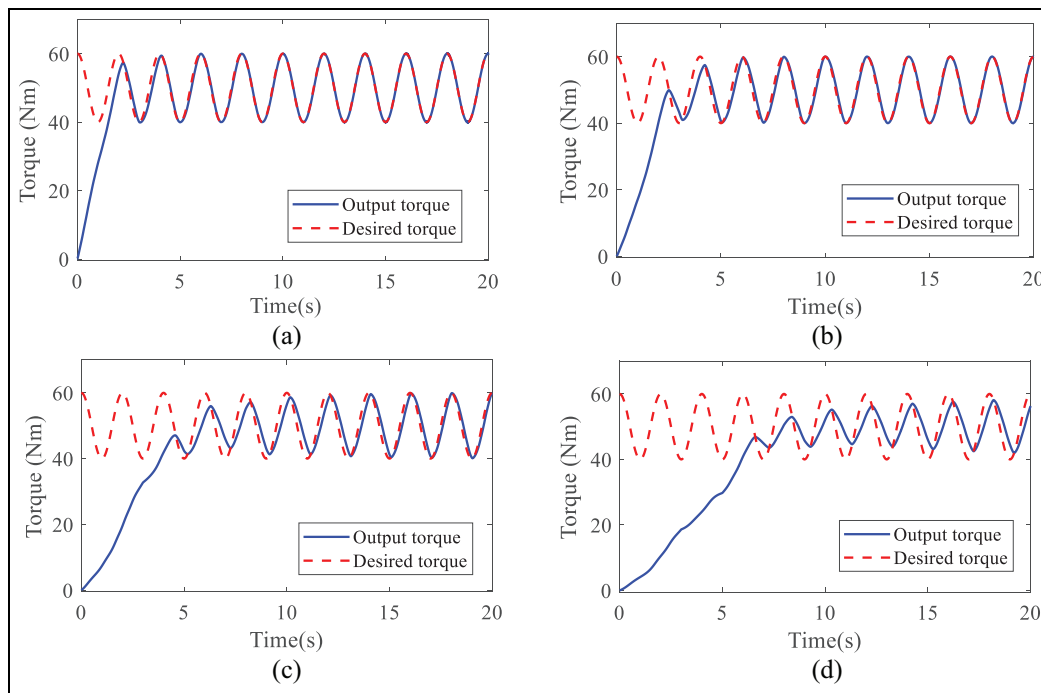 60
40
20
0
Torque (Nm)
Output torque
Desired torque
0 5 10 15 20
Time(s)
(a)
60
40
20
0
Torque (Nm)
Output torque
Desired torque
0 5 10 15 20
Time(s)
(b)
60
40
20
0
Torque (Nm)
Output torque
Desired torque
0 5 10 15 20
Time(s)
(c)
60
40
20
0
Torque (Nm)
Output torque
Desired torque
0 5 10 15 20
Time(s)
(d)